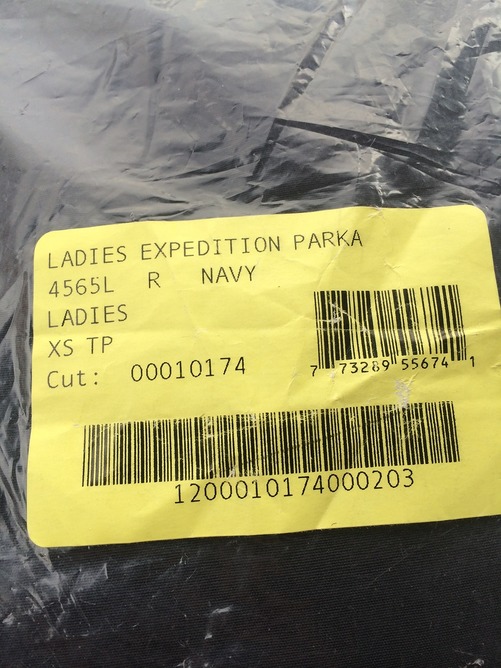 LADIES EXPEDITION PARKA
4565L R NAVY
LADIES
XS TP
Cut: 00010174
7 73289 55674 1
1200010174000203